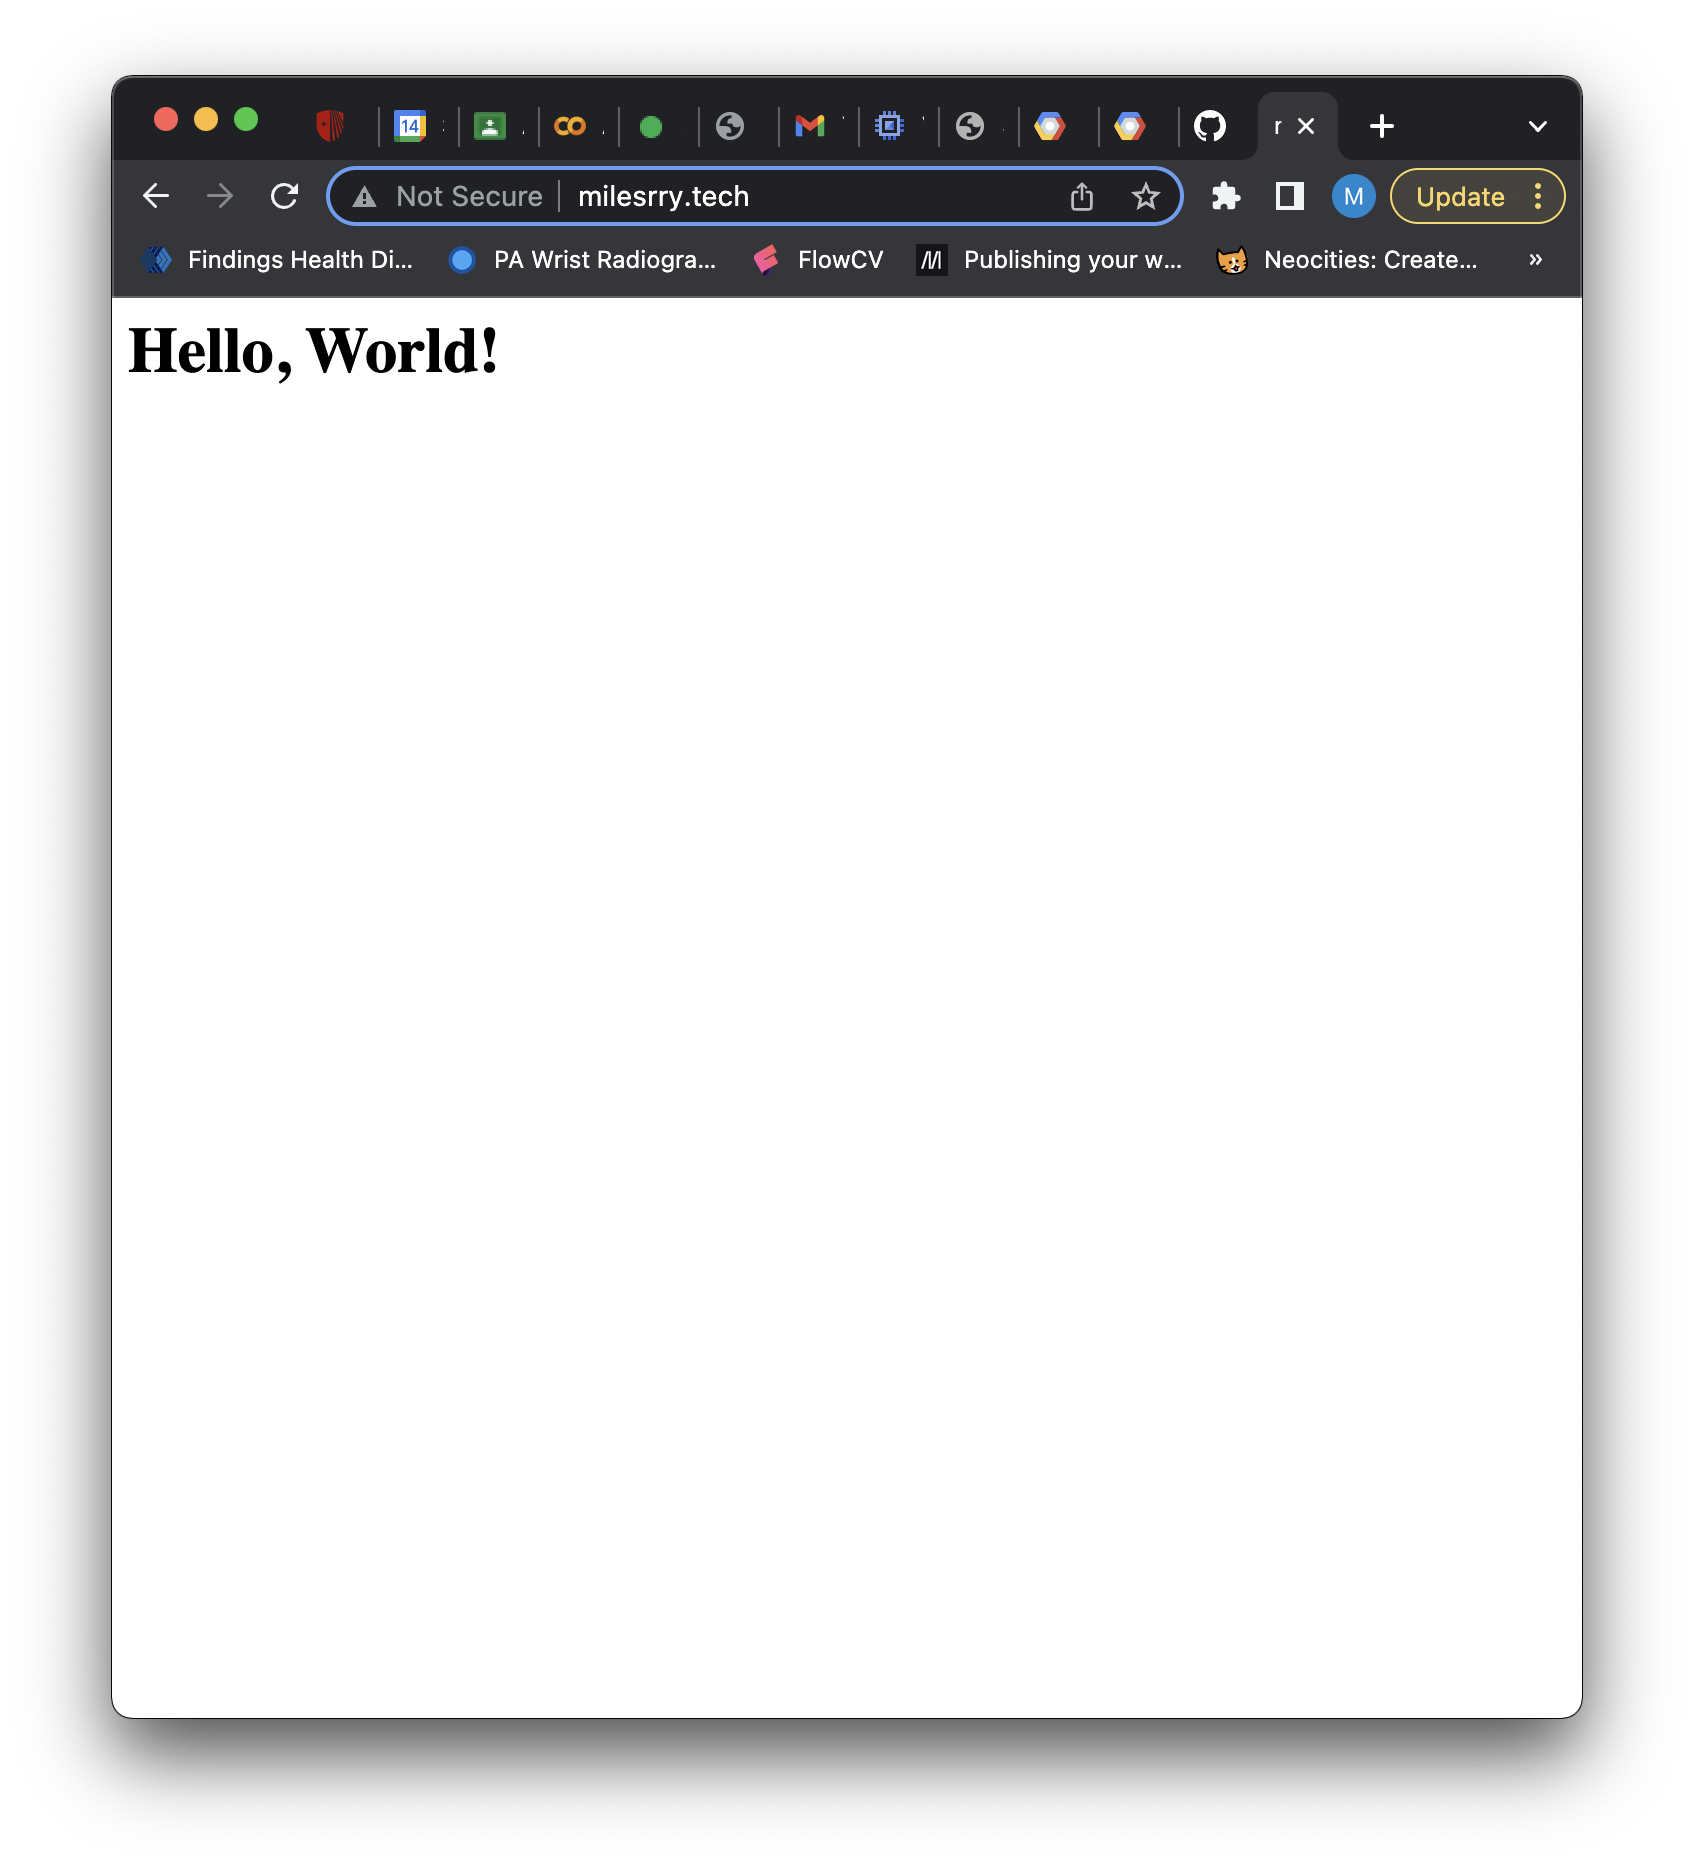 14
r
Not Secure milesrry.tech M Update
Findings Health Di... PA Wrist Radiogra... FlowCV Publishing your w... Neocities: Create... »
Hello, World!